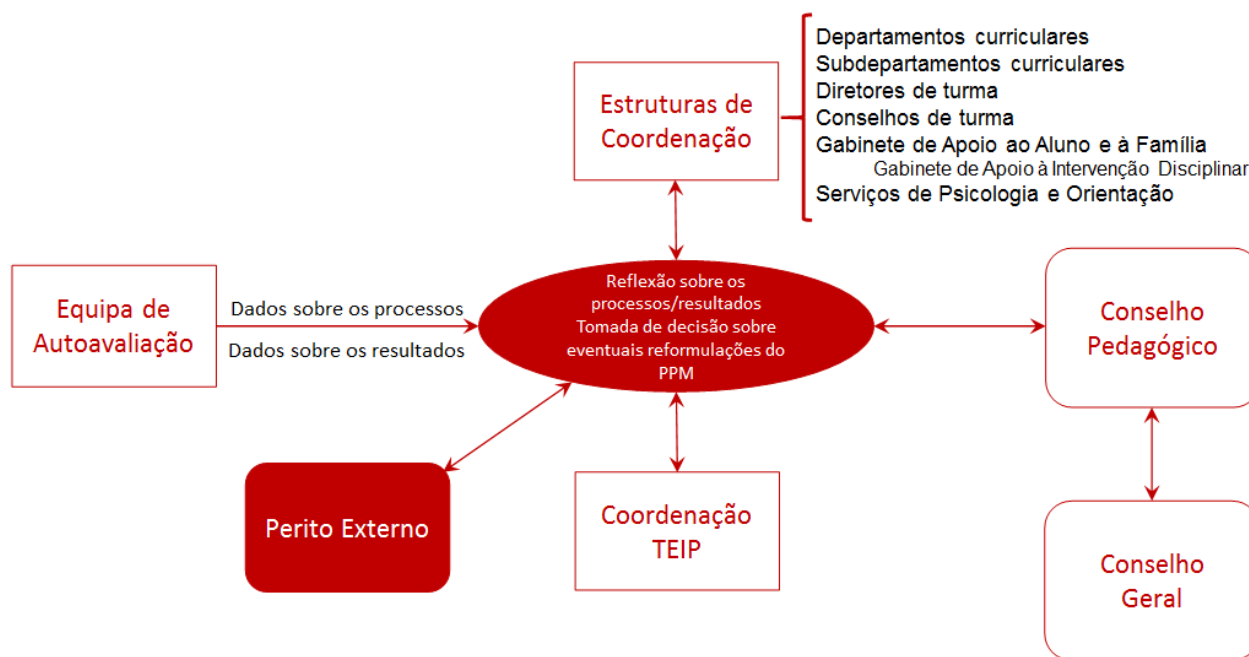 Departamentos curriculares
Subdepartamentos curriculares
Diretores de turma
Conselhos de turma
Gabinete de Apoio ao Aluno e à Família
Gabinete de Apoio à Intervenção Disciplinar
Serviços de Psicologia e Orientação
Estruturas de
Coordenação
Equipa de
Autoavaliação
Dados sobre os processos
Dados sobre os resultados
Reflexão sobre os
processos/resultados
Tomada de decisão sobre
eventuais reformulações do
PPM
Conselho
Pedagógico
Perito Externo
Coordenação
TEIP
Conselho
Geral